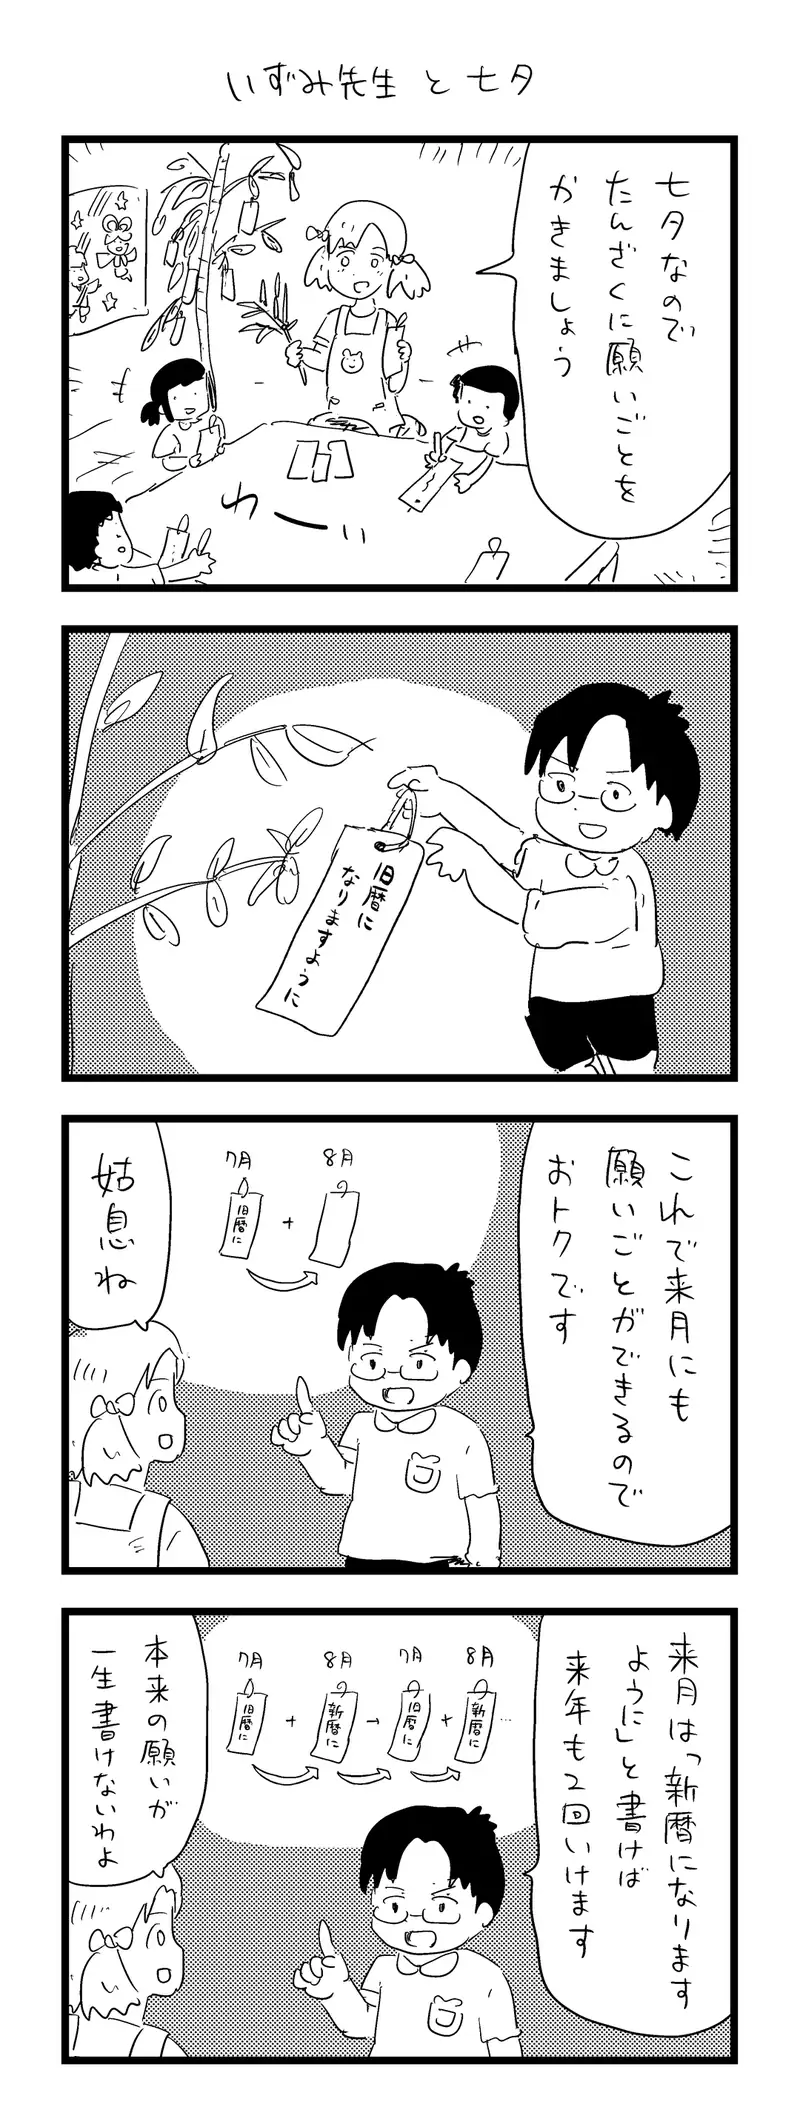 いずみ先生と七夕
七夕なので
たんざくに願いごとを
かきましょう
わーい
旧暦に
なりますように
これで来月にも
願いごとができるので
おトクです
7月
8月
旧暦に
+
姑息ね
来月は「新暦になります
ように」と書けば
来年も2回いけます
7月
8月
7月
8月
旧暦に
+
新暦に
→
旧暦に
+
新暦に
…
本来の願いが
一生書けないわよ